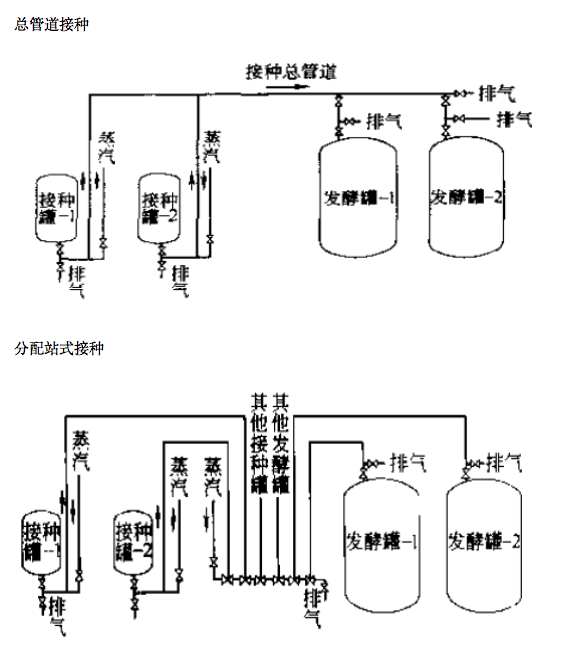 总管道接种
接种总管道
排气
排气
排气
蒸汽
蒸汽
接种罐-1
接种罐-2
发酵罐-1
发酵罐-2
排气
排气
分配站式接种
其他接种罐
其他发酵罐
蒸汽
蒸汽
蒸汽
排气
排气
接种罐-1
接种罐-2
发酵罐-1
发酵罐-2
排气
排气